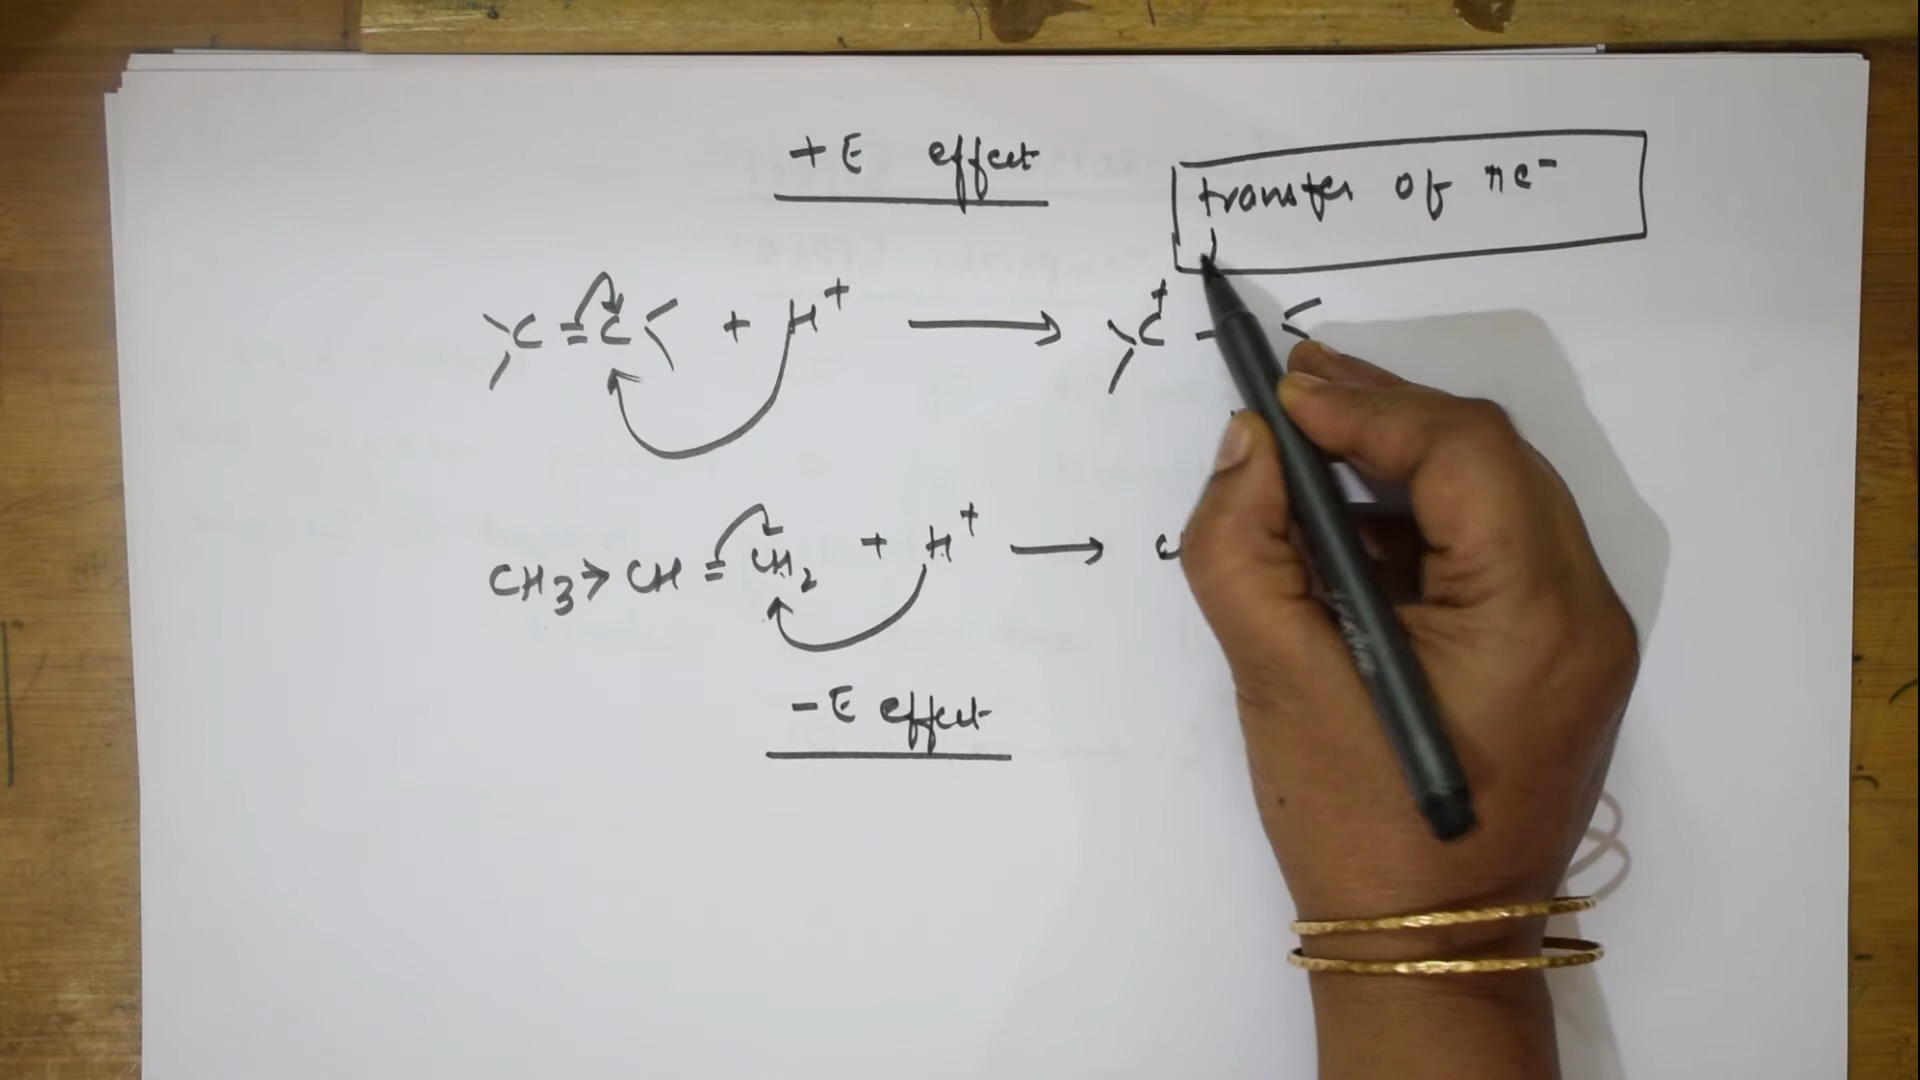 +E effect
transfer of πe⁻
C = C + H⁺ ⟶ C⁺ -
CH₃ > CH = CH₂ + H⁺ ⟶ C
-E effect